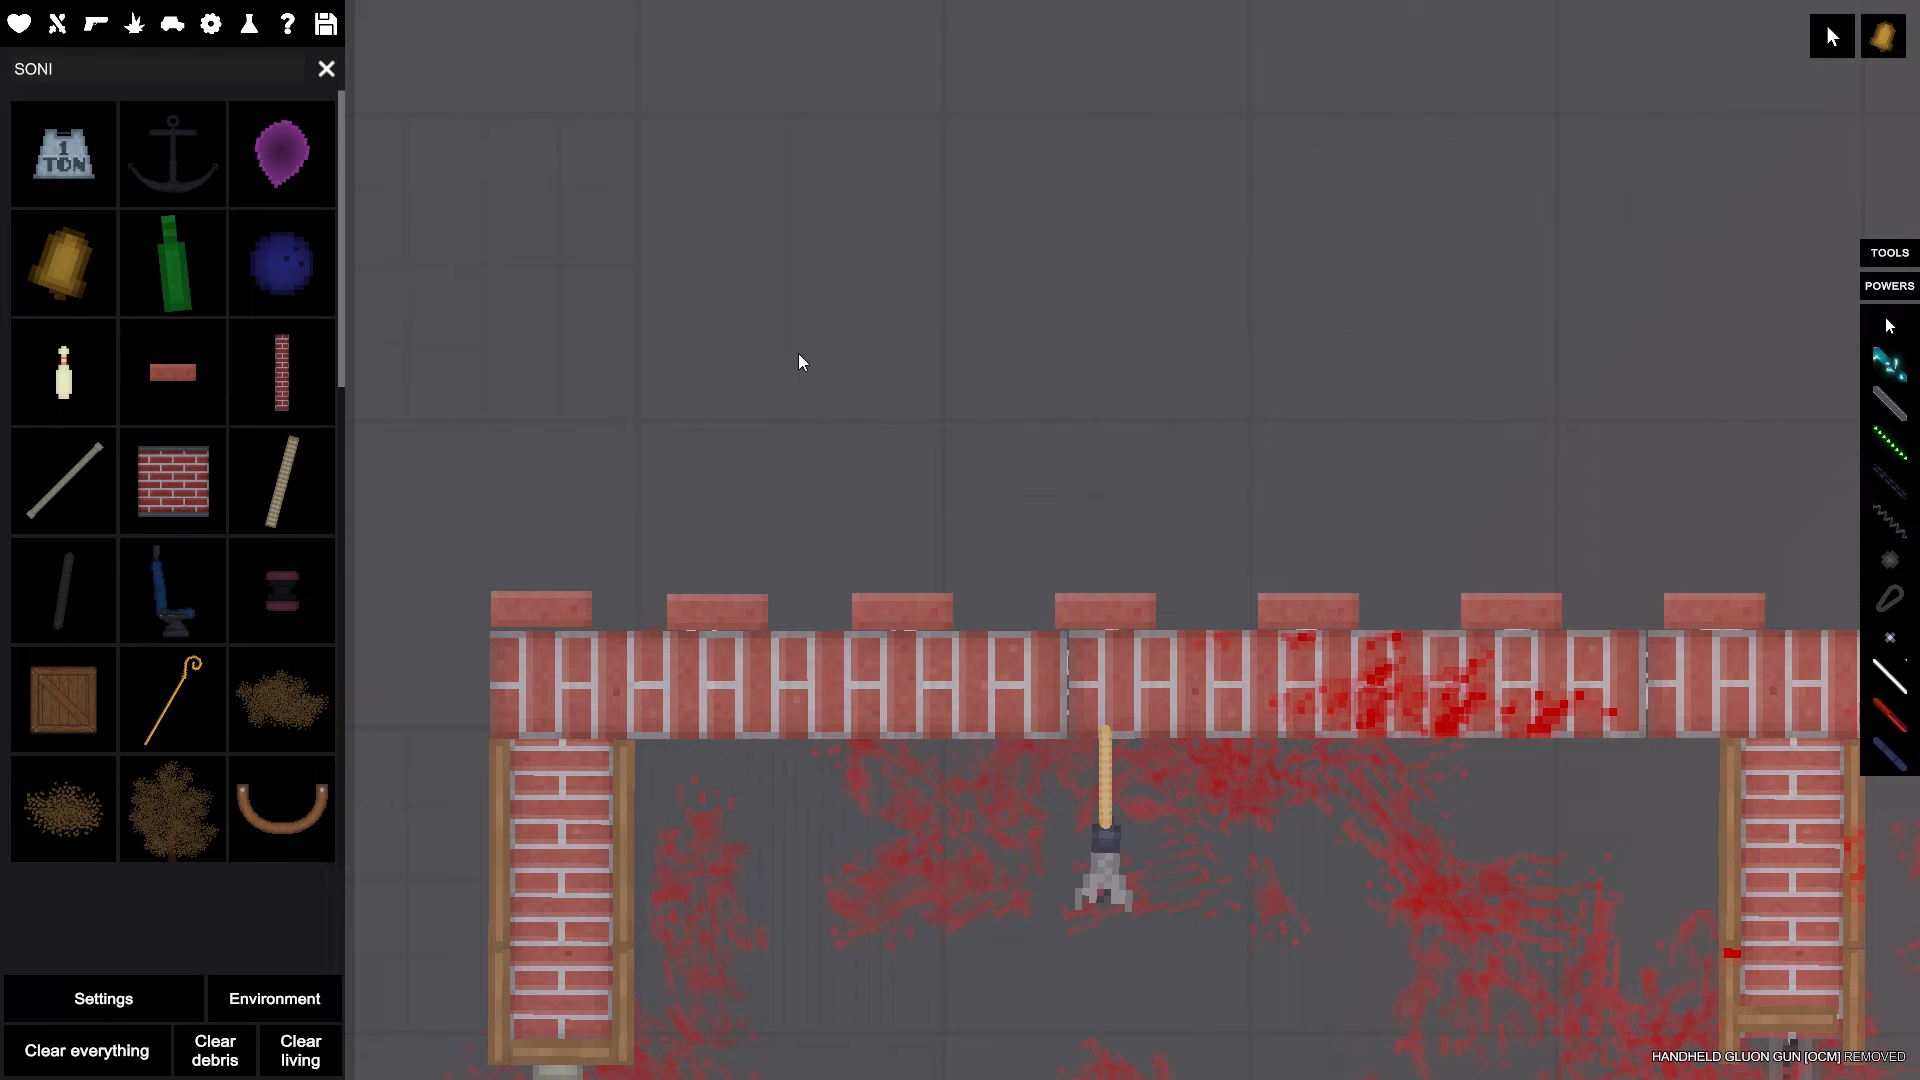 SONI
1
TON
TOOLS
POWERS
Settings
Environment
Clear everything
Clear
debris
Clear
living
HANDHELD GLUON GUN [OCM] REMOVED